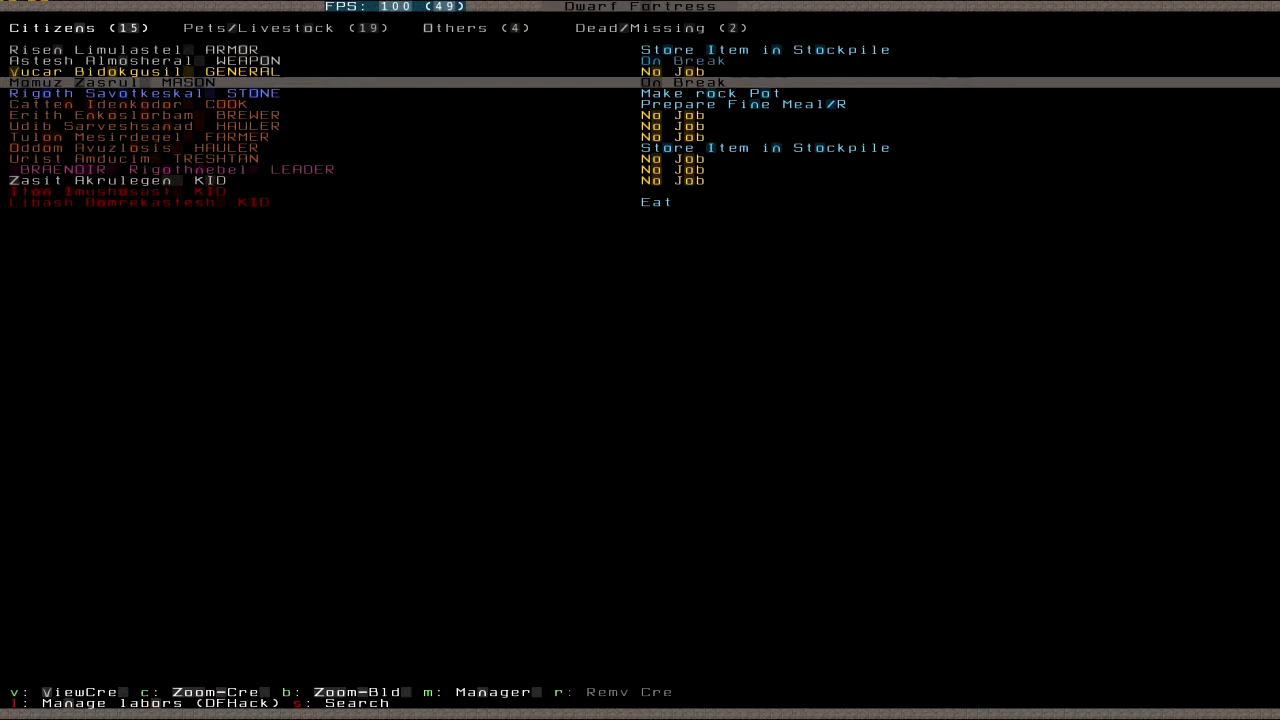 FPS: 100 (49) Dwarf Fortress
Citizens (15) Pets/Livestock (19) Others (4) Dead/Missing (2)
Risen Limulastel, ARMOR Store Item in Stockpile
Astesh Almosheral, WEAPON On Break
Vucar Bidokgusil, GENERAL No Job
Momuz Zasrul, MASON On Break
Rigoth Savotkeskal, STONE Make rock Pot
Catten Idenkodor, COOK Prepare Fine Meal/R
Erith Enkoslorbam, BREWER No Job
Udib Sarveshsanad, HAULER No Job
Tulon Mesirdegel, FARMER No Job
Oddom Avuzlosis, HAULER Store Item in Stockpile
Urist Amducim, TRESHTAN No Job
BRAENOIR Rigothnebel, LEADER No Job
Zasit Akrulegen, KID No Job
Iton Imushosust, KID
Libash Bomrekastesh, KID Eat
v: ViewCre, c: Zoom-Cre, b: Zoom-Bld, m: Manager, r: Remv Cre
l: Manage labors (DFHack) s: Search